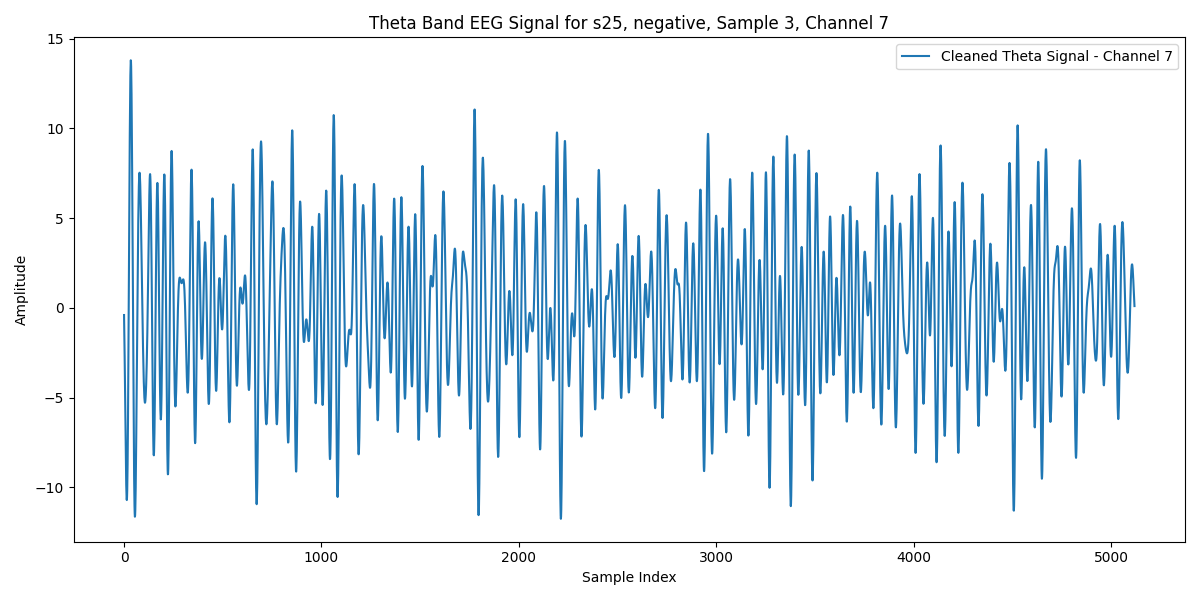 Theta Band EEG Signal for s25, negative, Sample 3, Channel 7
Cleaned Theta Signal - Channel 7
Amplitude
15
10
5
0
−5
−10
0 1000 2000 3000 4000 5000
Sample Index